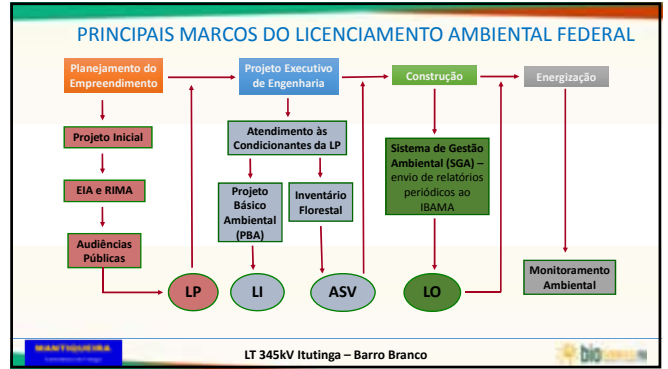 PRINCIPAIS MARCOS DO LICENCIAMENTO AMBIENTAL FEDERAL
Planejamento do
Empreendimento
Projeto Executivo
de Engenharia
Construção
Energização
Projeto Inicial
EIA e RIMA
Audiências
Públicas
LP
Atendimento às
Condicionantes da LP
Projeto
Básico
Ambiental
(PBA)
Inventário
Florestal
LI
ASV
Sistema de Gestão
Ambiental (SGA) –
envio de relatórios
periódicos ao
IBAMA
LO
Monitoramento
Ambiental
MANTIQUEIRA
LT 345kV Itutinga – Barro Branco
bio